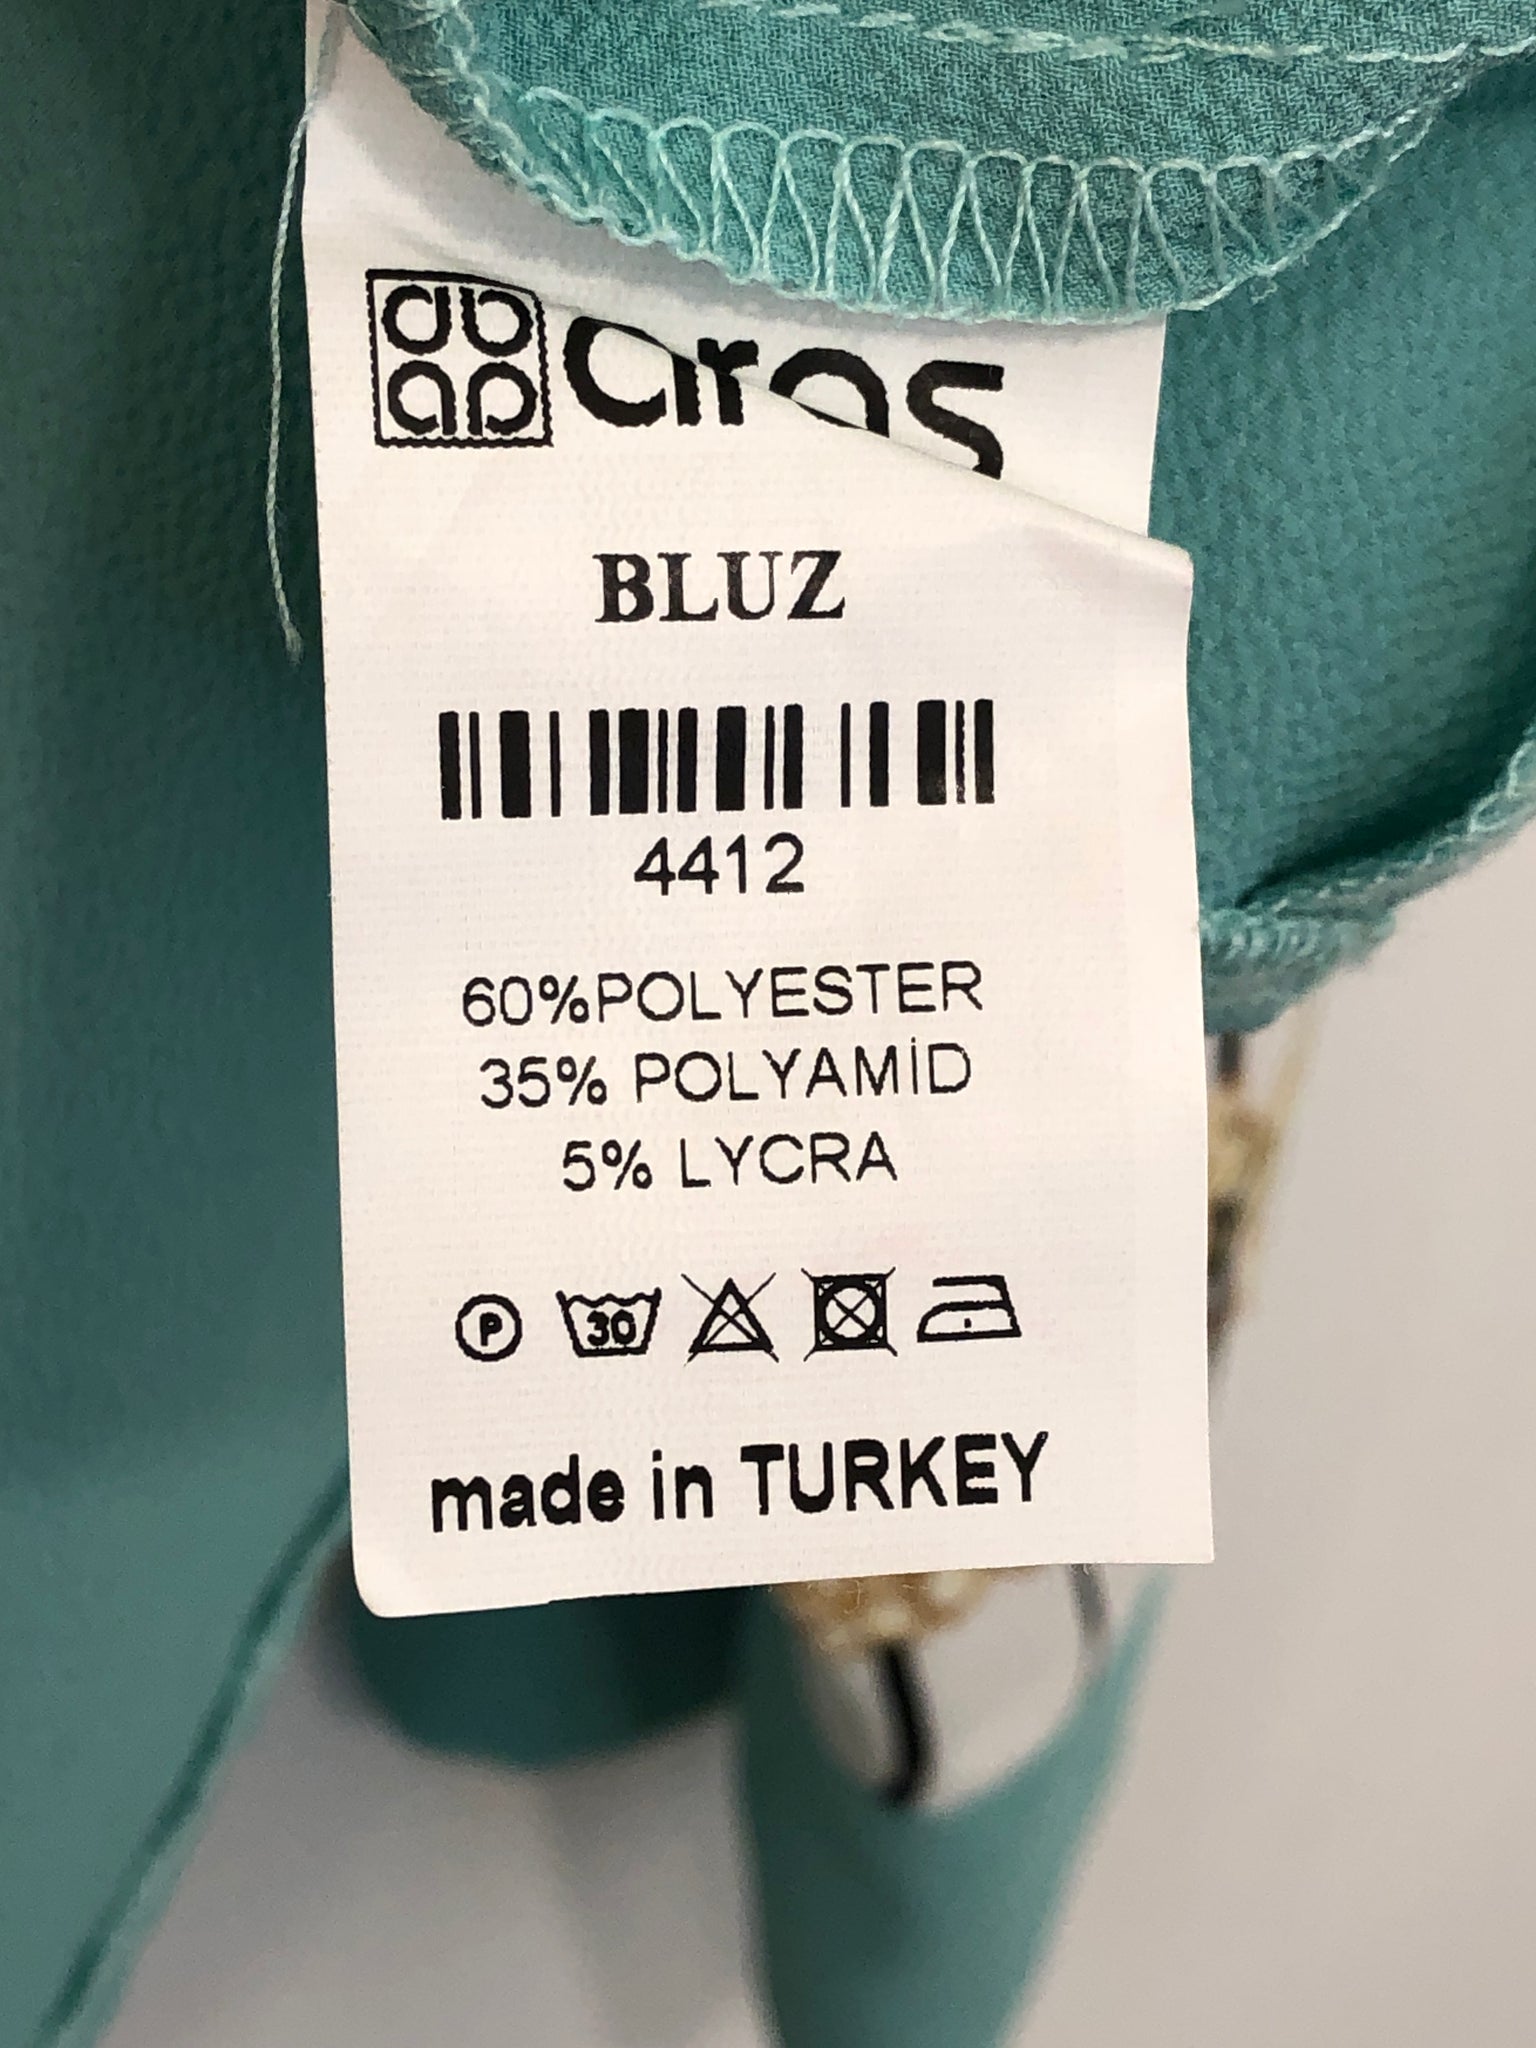 aras
BLUZ
4412
60%POLYESTER
35% POLYAMİD
5% LYCRA
P 30
made in TURKEY